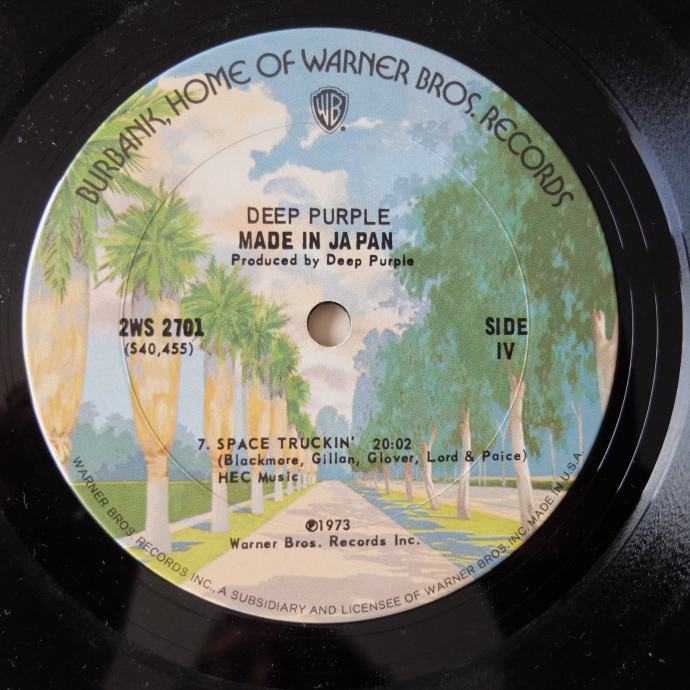 BURBANK, HOME OF WARNER BROS. RECORDS
WB
DEEP PURPLE
MADE IN JAPAN
Produced by Deep Purple
2WS 2701
(S40,455)
SIDE
IV
7. SPACE TRUCKIN' 20:02
(Blackmore, Gillan, Glover, Lord & Paice)
HEC Music
℗1973
Warner Bros. Records Inc.
WARNER BROS. RECORDS INC., A SUBSIDIARY AND LICENSEE OF WARNER BROS. INC. MADE IN U.S.A.